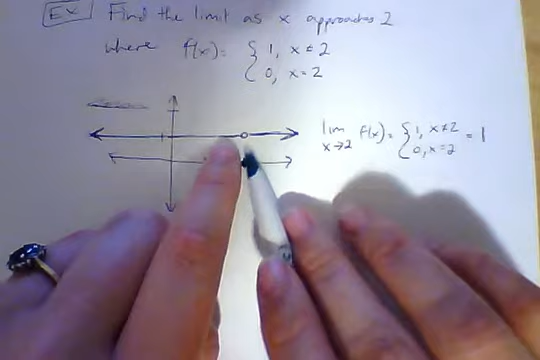 Ex Find the limit as x approaches 2
where f(x)= { 1, x≠2
0, x=2
lim x→2 f(x)= { 1, x≠2 = 1
0, x=2